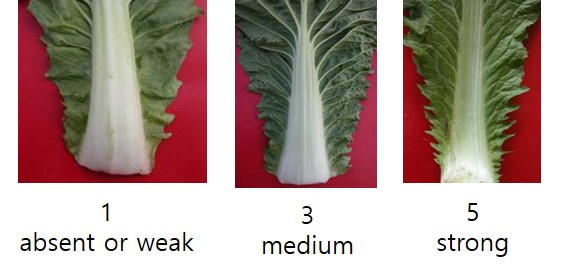 1
absent or weak
3
medium
5
strong